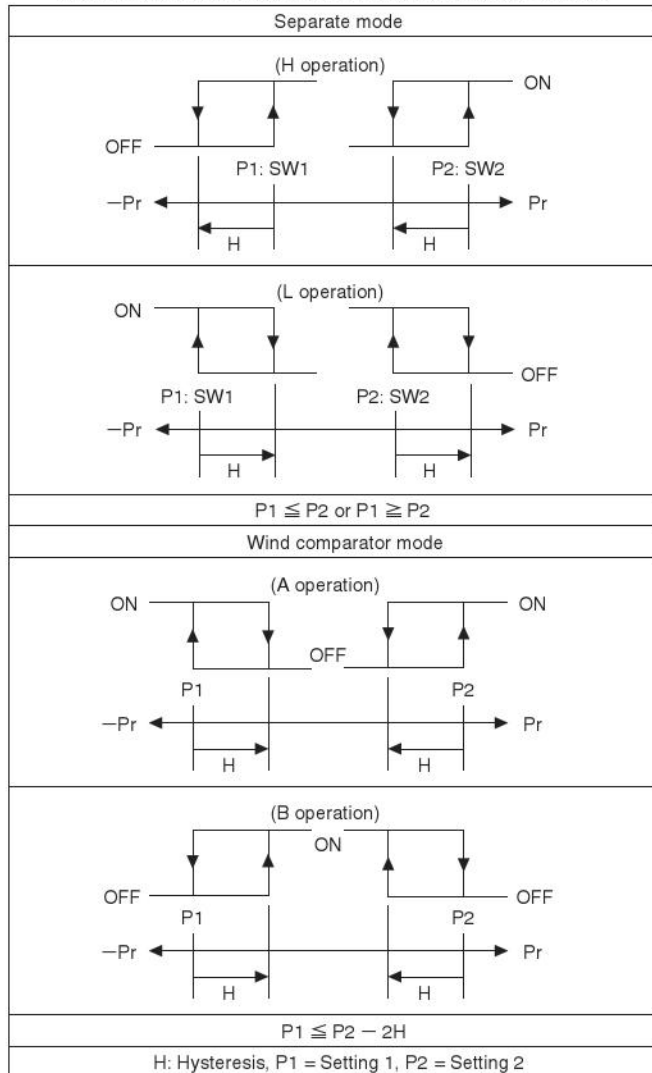 Separate mode
(H operation)
ON
OFF
P1: SW1 P2: SW2
−Pr Pr
H H
(L operation)
ON
OFF
P1: SW1 P2: SW2
−Pr Pr
H H
P1 ≦ P2 or P1 ≧ P2
Wind comparator mode
(A operation)
ON ON
OFF
P1 P2
−Pr Pr
H H
(B operation)
ON
OFF OFF
P1 P2
−Pr Pr
H H
P1 ≦ P2 − 2H
H: Hysteresis, P1 = Setting 1, P2 = Setting 2